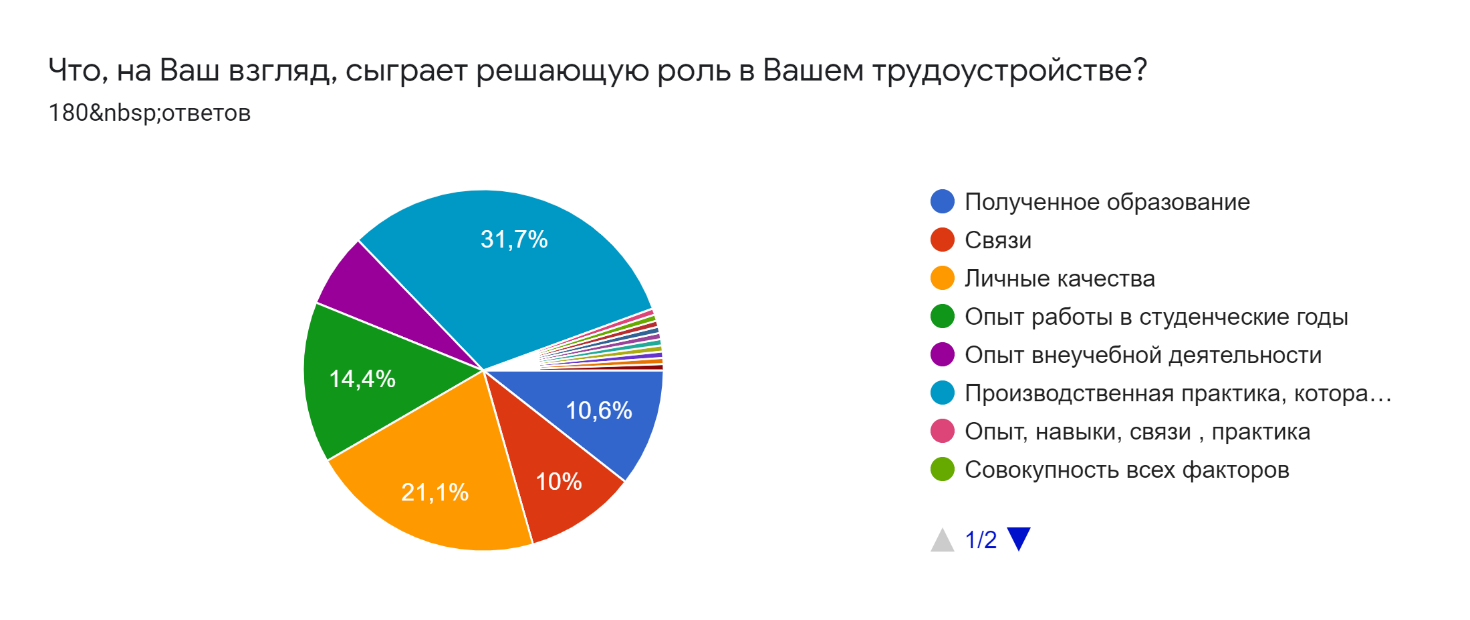 Что, на Ваш взгляд, сыграет решающую роль в Вашем трудоустройстве?
180&nbsp;ответов
31,7%
14,4%
10,6%
10%
21,1%
Полученное образование
Связи
Личные качества
Опыт работы в студенческие годы
Опыт внеучебной деятельности
Производственная практика, котора…
Опыт, навыки, связи , практика
Совокупность всех факторов
1/2